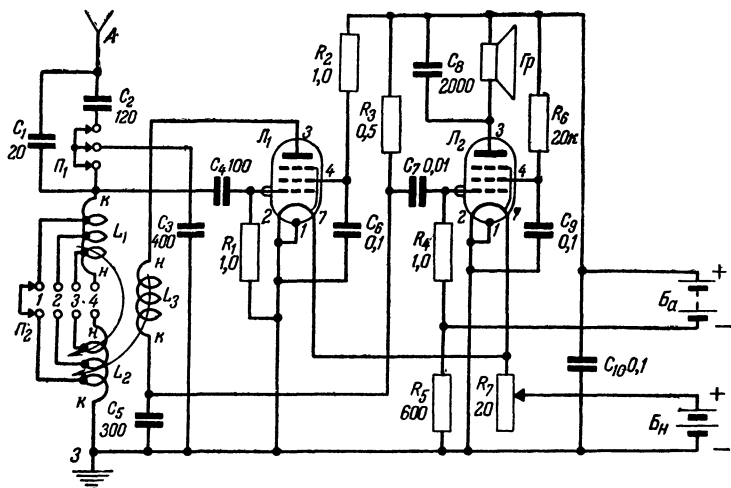 А
C₁
20
C₂
120
П₁
C₃
400
C₄ 100
R₁
1,0
Л₁
3
4
2
1
7
R₂
1,0
R₃
0,5
C₆
0,1
C₇ 0,01
C₈
2000
Гр
R₆
20к
Л₂
3
4
2
1
7
R₄
1,0
C₉
0,1
к
L₁
н
1 2 3 4
П₂
н
L₂
к
н
L₃
к
C₅
300
R₅
600
R₇
20
C₁₀ 0,1
+
Ба
−
+
Бн
−
З